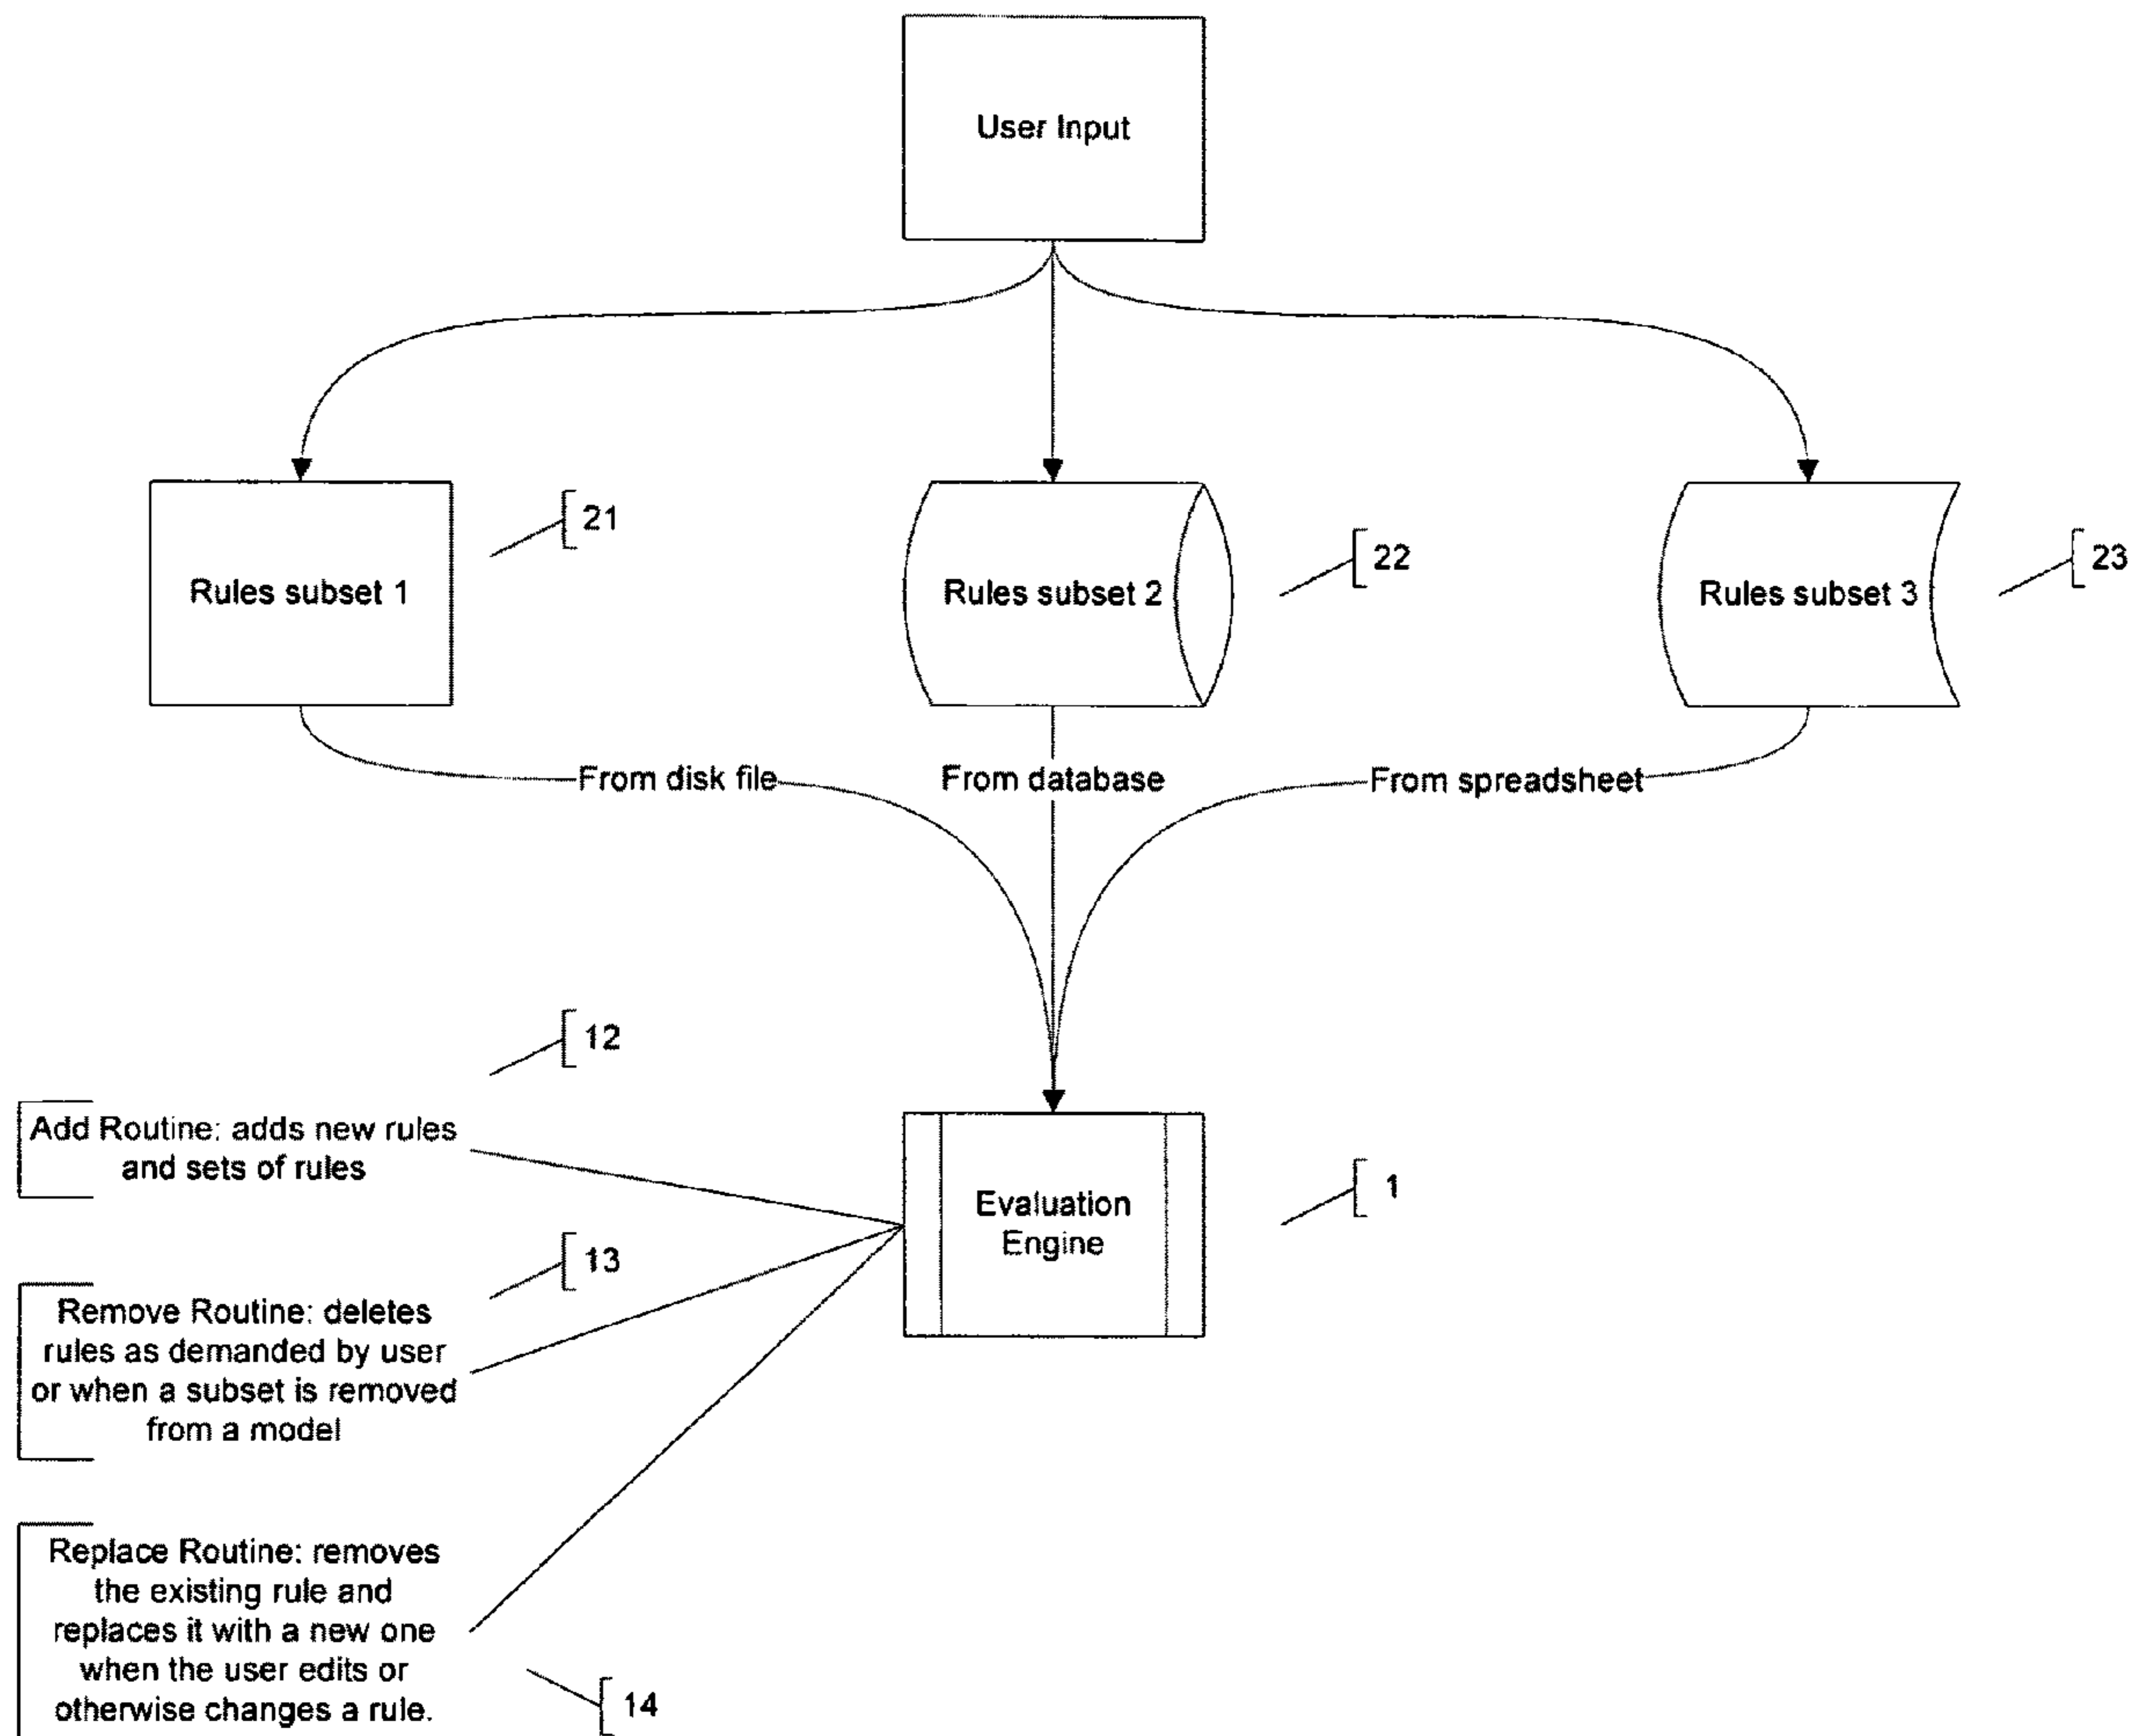 User Input
21
22
23
Rules subset 1
Rules subset 2
Rules subset 3
From disk file
From database
From spreadsheet
12
Add Routine: adds new rules
and sets of rules
1
Evaluation
Engine
13
Remove Routine: deletes
rules as demanded by user
or when a subset is removed
from a model
Replace Routine: removes
the existing rule and
replaces it with a new one
when the user edits or
otherwise changes a rule.
14